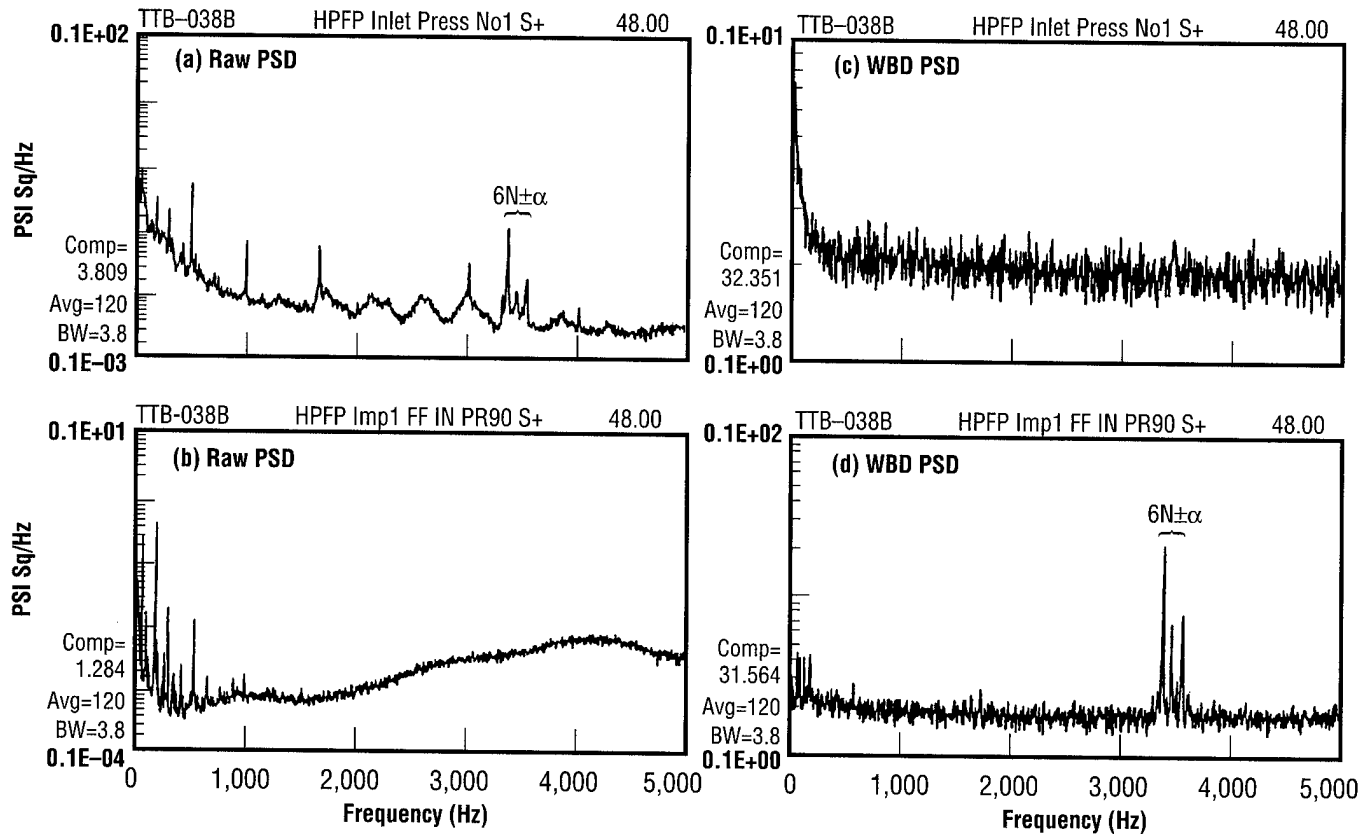 TTB–038B HPFP Inlet Press No1 S+ 48.00
0.1E+02
(a) Raw PSD
PSI Sq/Hz
6N±α
Comp=
3.809
Avg=120
BW=3.8
0.1E–03
TTB–038B HPFP Inlet Press No1 S+ 48.00
0.1E+01
(c) WBD PSD
Comp=
32.351
Avg=120
BW=3.8
0.1E+00
TTB-038B HPFP Imp1 FF IN PR90 S+ 48.00
0.1E+01
(b) Raw PSD
PSI Sq/Hz
Comp=
1.284
Avg=120
BW=3.8
0.1E–04
0 1,000 2,000 3,000 4,000 5,000
Frequency (Hz)
TTB–038B HPFP Imp1 FF IN PR90 S+ 48.00
0.1E+02
(d) WBD PSD
6N±α
Comp=
31.564
Avg=120
BW=3.8
0.1E+00
0 1,000 2,000 3,000 4,000 5,000
Frequency (Hz)